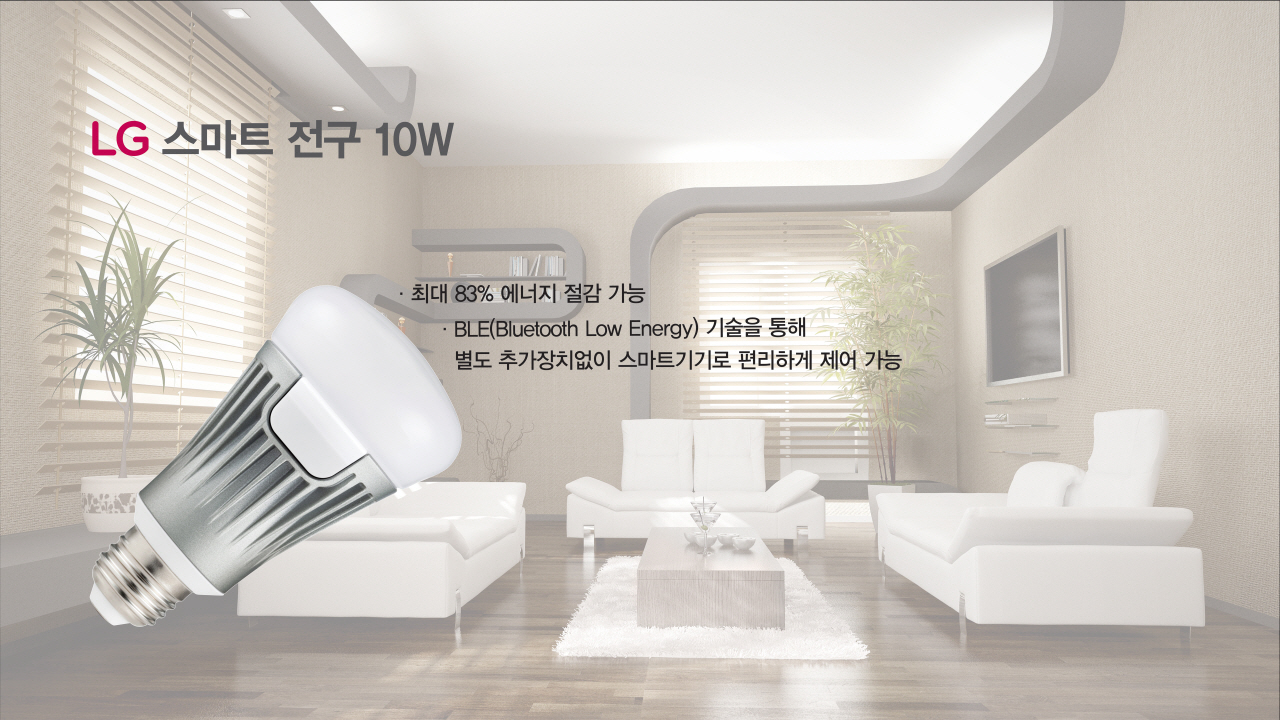 LG 스마트 전구 10W
· 최대 83% 에너지 절감 가능
· BLE(Bluetooth Low Energy) 기술을 통해
별도 추가장치없이 스마트기기로 편리하게 제어 가능